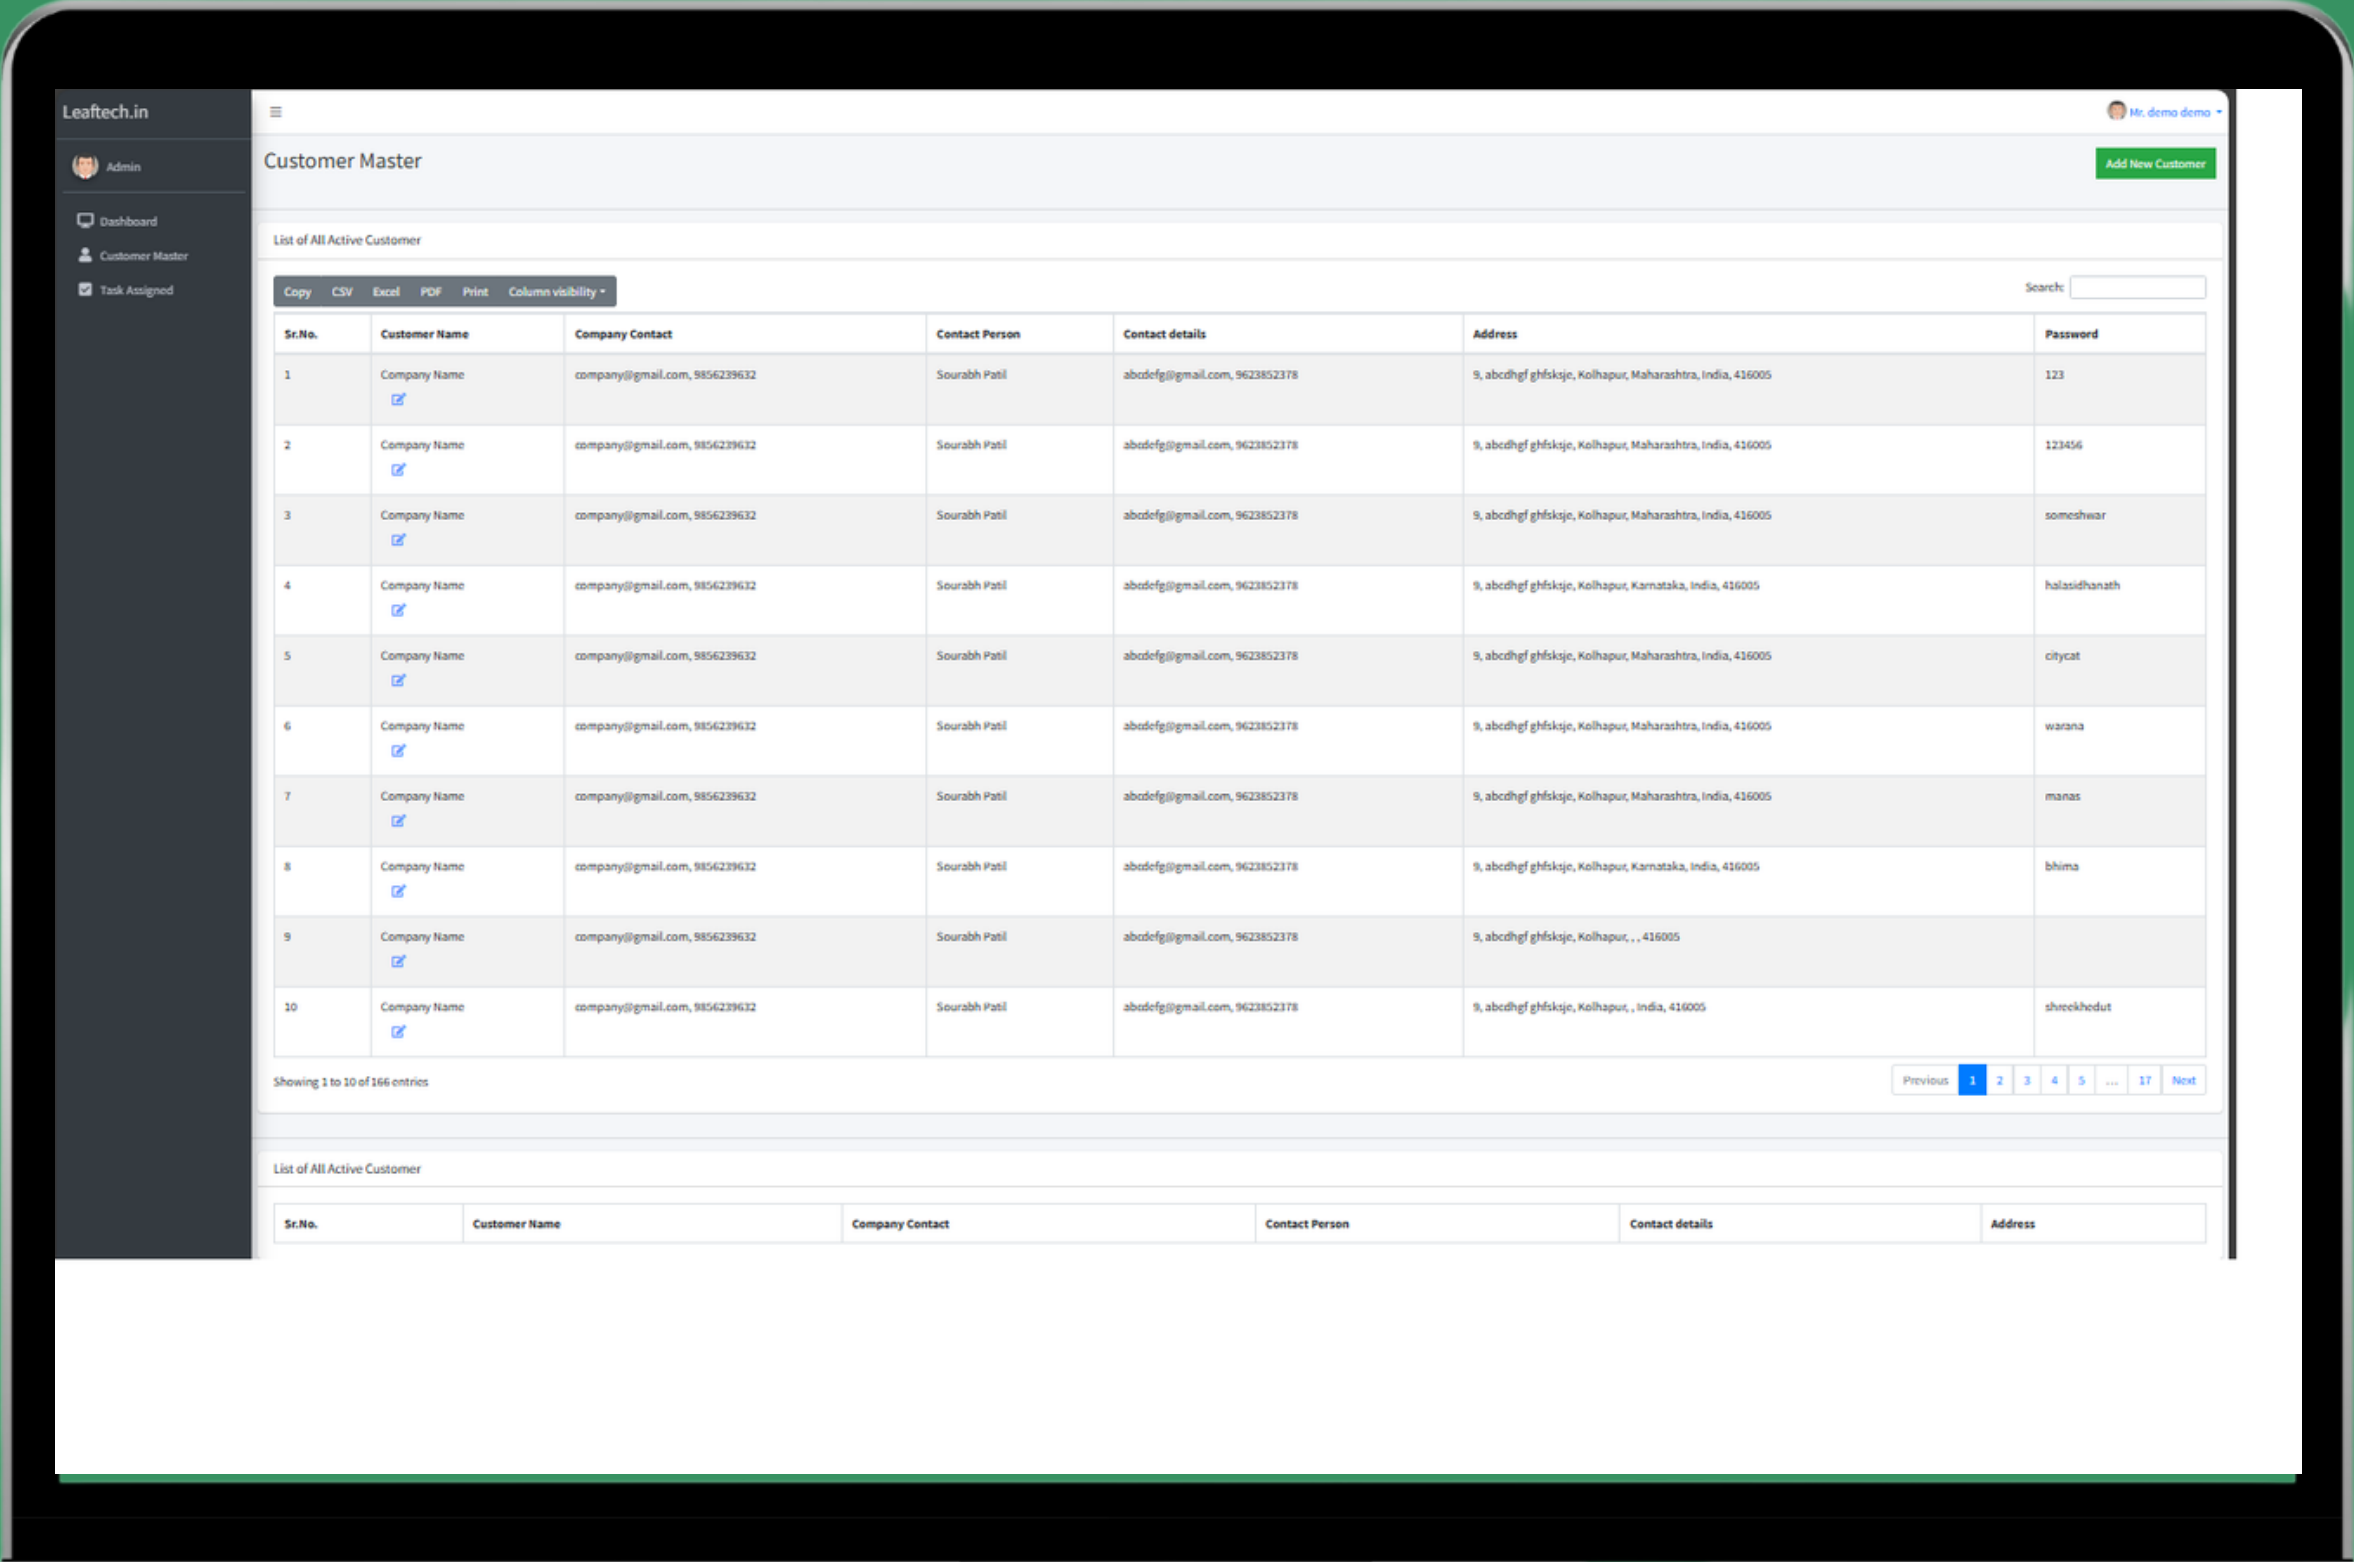 Leaftech.in
Mr. demo demo
Admin
Customer Master
Add New Customer
Dashboard
Customer Master
Task Assigned
List of All Active Customer
Copy CSV Excel PDF Print Column visibility
Search:
Sr.No. Customer Name Company Contact Contact Person Contact details Address Password
1 Company Name company@gmail.com, 9856239632 Sourabh Patil abcdefg@gmail.com, 9623852378 9, abcdhgf ghfsksje, Kolhapur, Maharashtra, India, 416005 123
2 Company Name company@gmail.com, 9856239632 Sourabh Patil abcdefg@gmail.com, 9623852378 9, abcdhgf ghfsksje, Kolhapur, Maharashtra, India, 416005 123456
3 Company Name company@gmail.com, 9856239632 Sourabh Patil abcdefg@gmail.com, 9623852378 9, abcdhgf ghfsksje, Kolhapur, Maharashtra, India, 416005 someshwar
4 Company Name company@gmail.com, 9856239632 Sourabh Patil abcdefg@gmail.com, 9623852378 9, abcdhgf ghfsksje, Kolhapur, Karnataka, India, 416005 halasidhanath
5 Company Name company@gmail.com, 9856239632 Sourabh Patil abcdefg@gmail.com, 9623852378 9, abcdhgf ghfsksje, Kolhapur, Maharashtra, India, 416005 citycat
6 Company Name company@gmail.com, 9856239632 Sourabh Patil abcdefg@gmail.com, 9623852378 9, abcdhgf ghfsksje, Kolhapur, Maharashtra, India, 416005 warana
7 Company Name company@gmail.com, 9856239632 Sourabh Patil abcdefg@gmail.com, 9623852378 9, abcdhgf ghfsksje, Kolhapur, Maharashtra, India, 416005 manas
8 Company Name company@gmail.com, 9856239632 Sourabh Patil abcdefg@gmail.com, 9623852378 9, abcdhgf ghfsksje, Kolhapur, Karnataka, India, 416005 bhima
9 Company Name company@gmail.com, 9856239632 Sourabh Patil abcdefg@gmail.com, 9623852378 9, abcdhgf ghfsksje, Kolhapur, , , 416005
10 Company Name company@gmail.com, 9856239632 Sourabh Patil abcdefg@gmail.com, 9623852378 9, abcdhgf ghfsksje, Kolhapur, , India, 416005 shreekhedut
Showing 1 to 10 of 166 entries
Previous 1 2 3 4 5 ... 17 Next
List of All Active Customer
Sr.No. Customer Name Company Contact Contact Person Contact details Address